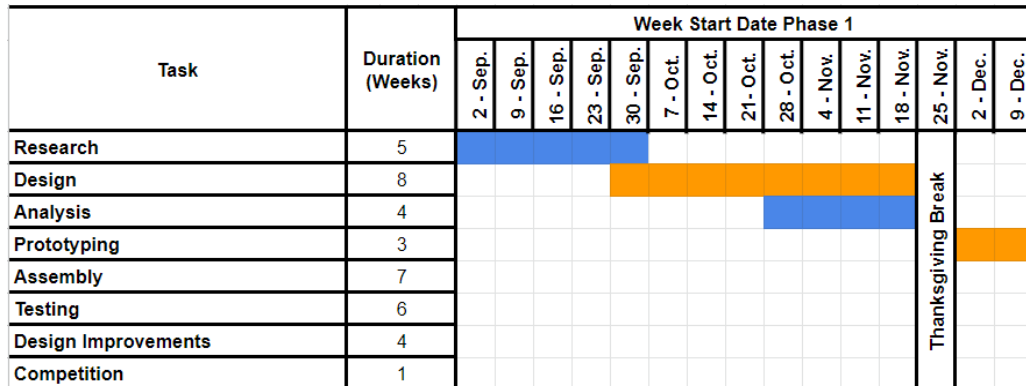 Week Start Date Phase 1
Task
Duration
(Weeks)
2 - Sep.
9 - Sep.
16 - Sep.
23 - Sep.
30 - Sep.
7 - Oct.
14 - Oct.
21- Oct.
28 - Oct.
4 - Nov.
11 - Nov.
18 - Nov.
25 - Nov.
2 - Dec.
9 - Dec.
Research 5
Design 8
Analysis 4
Prototyping 3
Assembly 7
Testing 6
Design Improvements 4
Competition 1
Thanksgiving Break